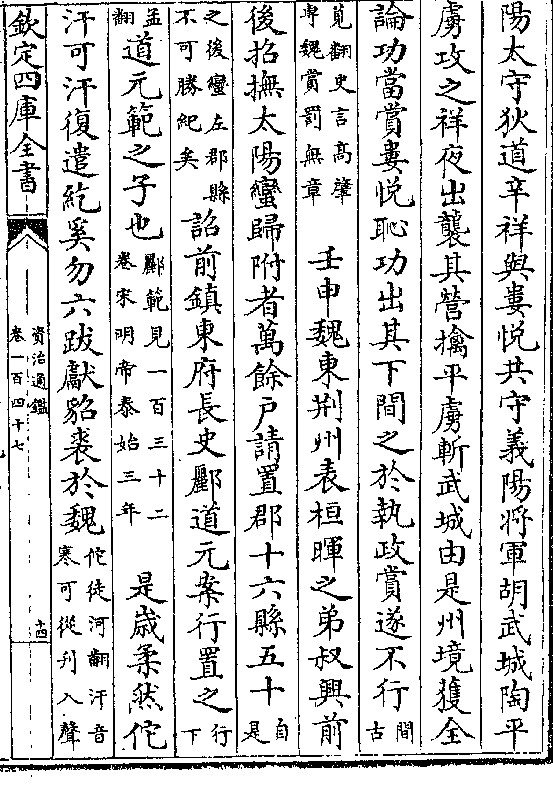 陽太守狄道辛祥與婁悦共守義陽將軍胡武城陶平
虜攻之祥夜出襲其營擒平虜斬武城由是州境獲全
論功當賞婁悦恥功出其下間之於執政賞遂不行間古
莧翻史言高肇專魏賞罰無章 壬申魏東荆州表桓暉之弟叔興前
後招撫太陽蠻歸附者萬餘户請置郡十六縣五十自是
之後蠻左郡縣不可勝紀矣詔前鎮東府長史酈道元案行置之行下
孟翻道元範之子也酈範見一百三十二卷宋明帝泰始三年 是歲柔然佗
汗可汗復遣紇奚勿六跋獻貂裘於魏佗徒河翻汗音寒可從刋入聲
欽定四庫全書
資治通鑑
卷一百四十七
十四